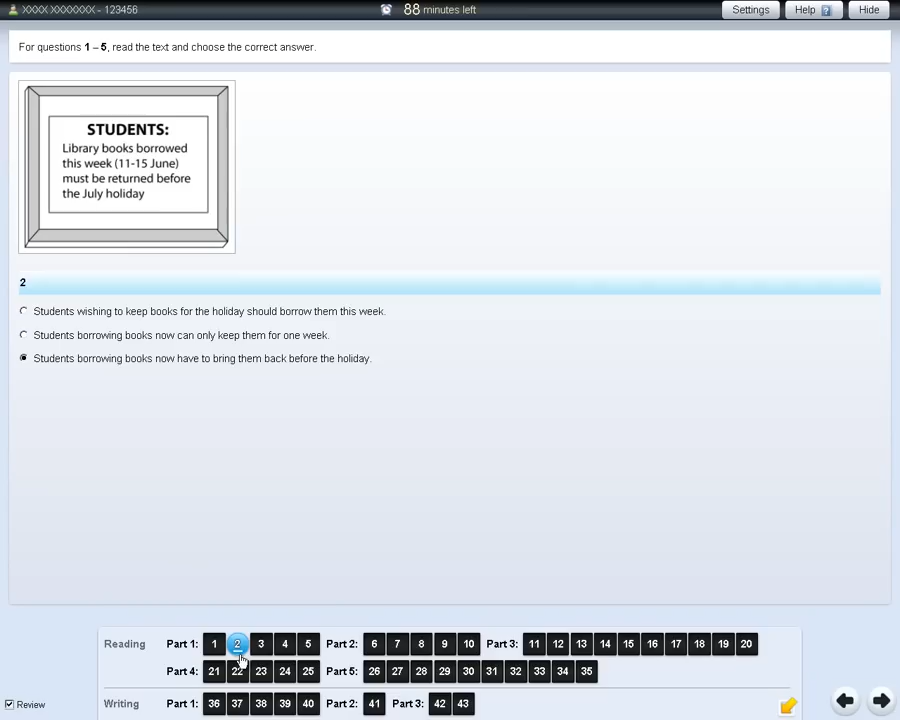 XXXX XXXXXXX - 123456
88 minutes left
Settings
Help ?
Hide
For questions 1 – 5, read the text and choose the correct answer.
STUDENTS:
Library books borrowed
this week (11-15 June)
must be returned before
the July holiday
2
Students wishing to keep books for the holiday should borrow them this week.
Students borrowing books now can only keep them for one week.
Students borrowing books now have to bring them back before the holiday.
Reading Part 1: 1 2 3 4 5 Part 2: 6 7 8 9 10 Part 3: 11 12 13 14 15 16 17 18 19 20
Part 4: 21 22 23 24 25 Part 5: 26 27 28 29 30 31 32 33 34 35
Review
Writing Part 1: 36 37 38 39 40 Part 2: 41 Part 3: 42 43